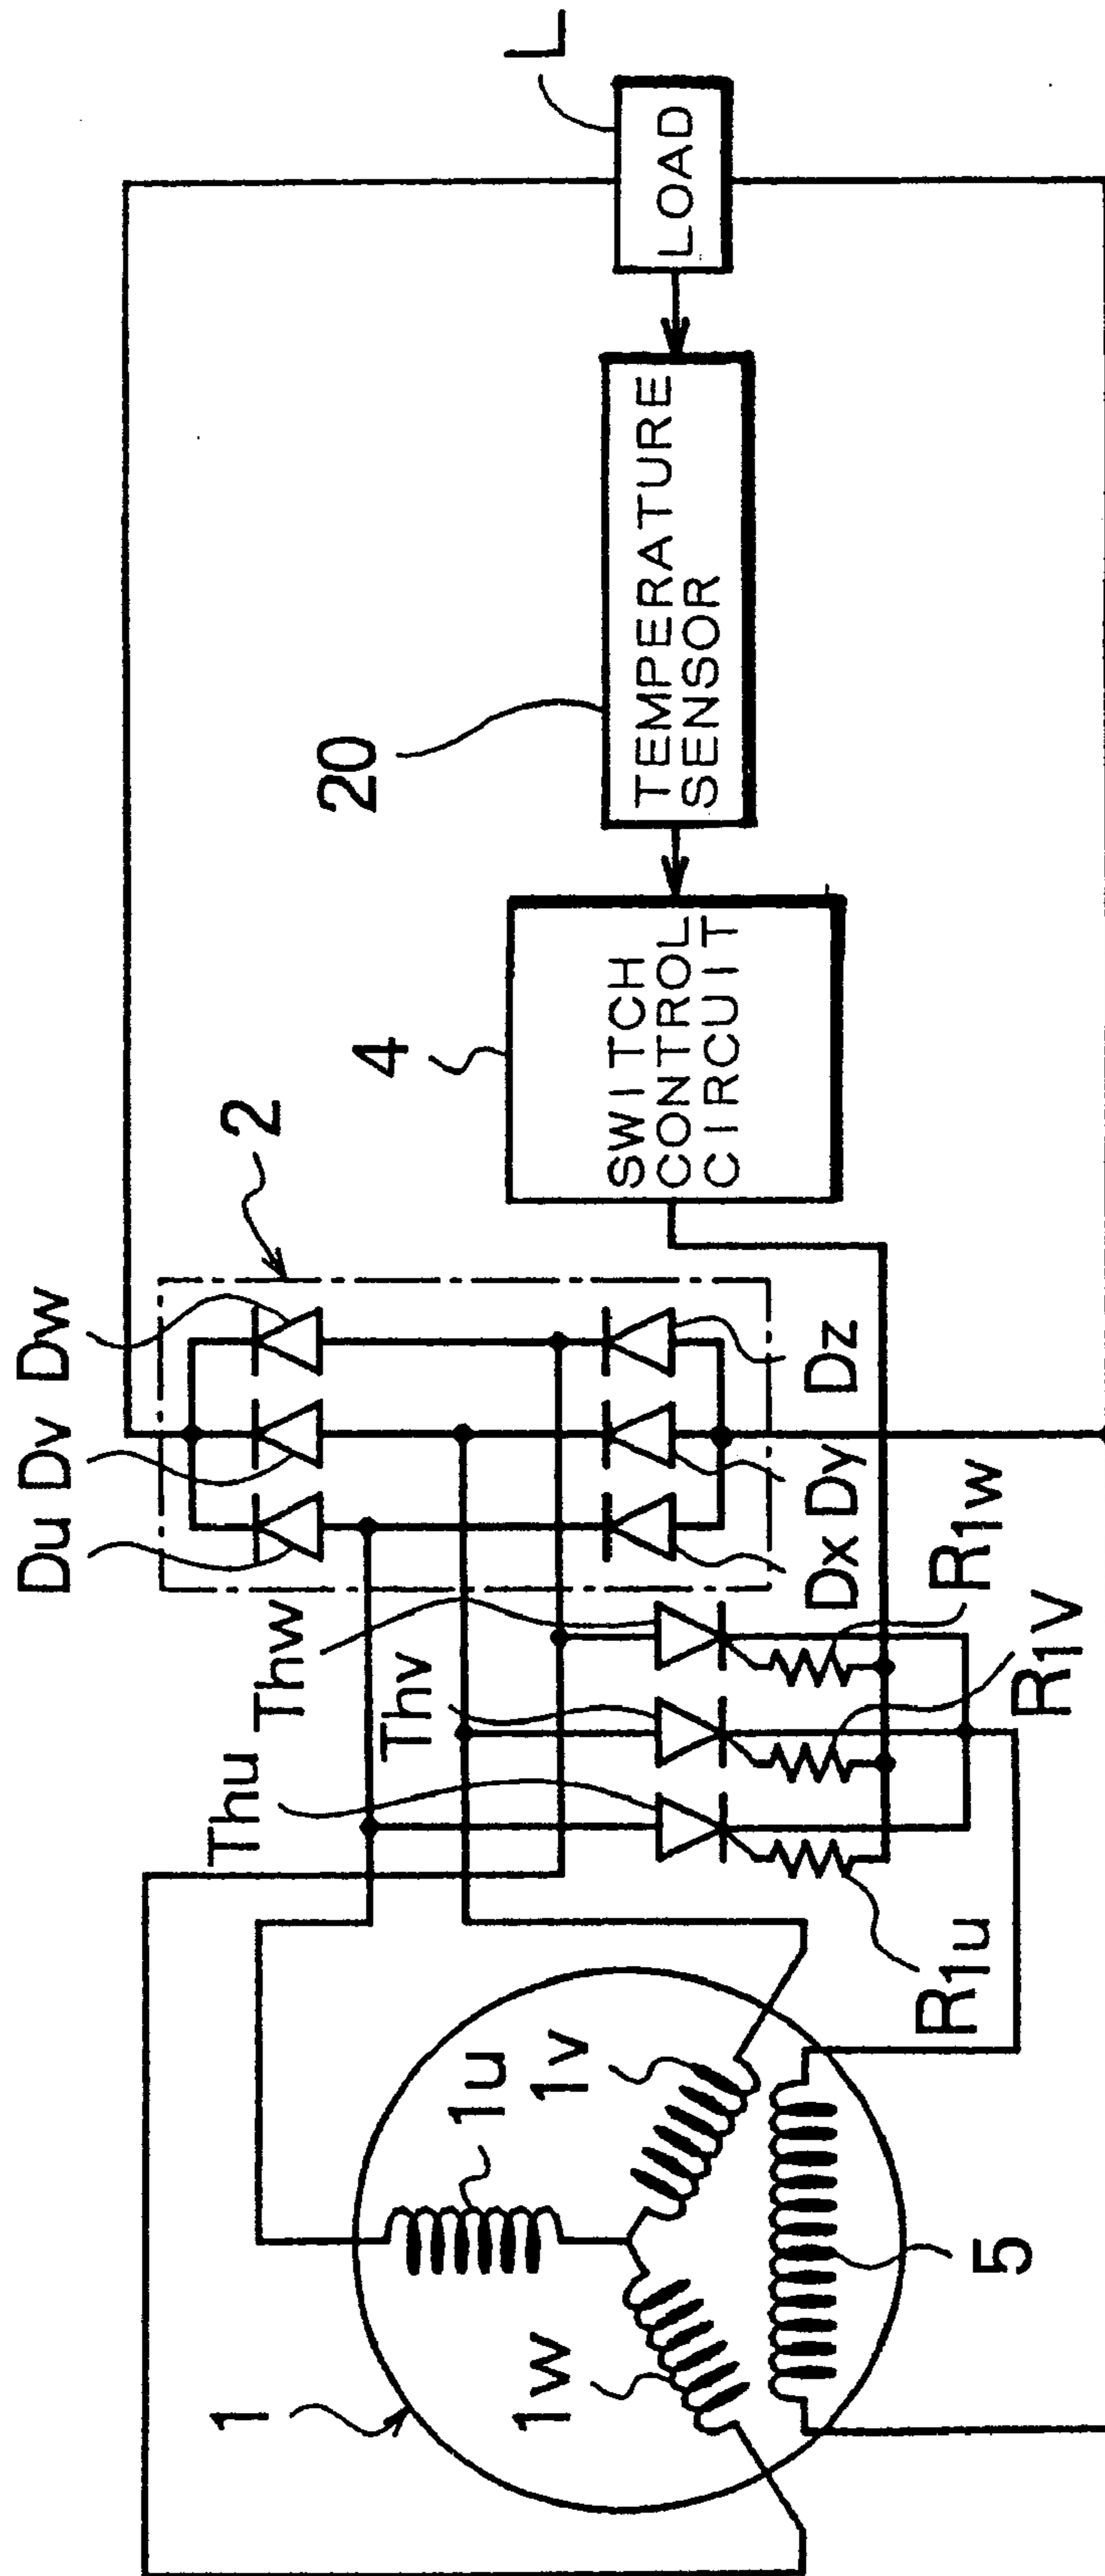 L
LOAD
TEMPERATURE
SENSOR
20
SWITCH
CONTROL
CIRCUIT
4
2
Du Dv Dw
Dx Dy Dz
Thu
Thv
Thw
R1u
R1V
R1w
1
1u
1v
1w
5